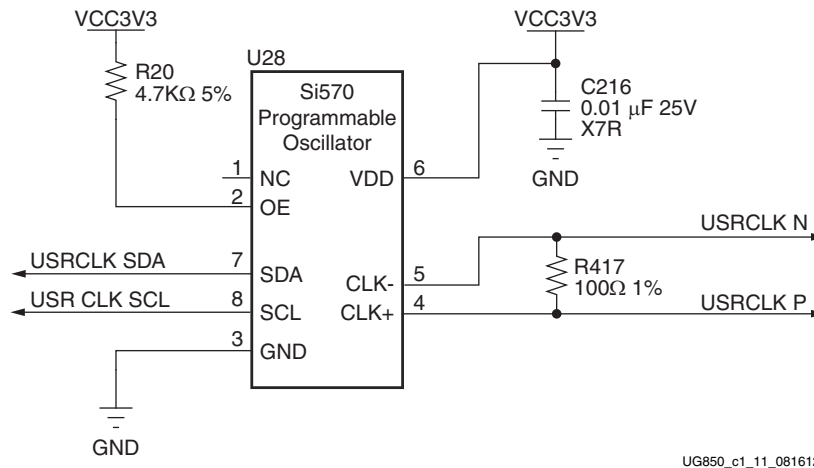 VCC3V3
R20
4.7KΩ 5%
U28
Si570
Programmable
Oscillator
VCC3V3
C216
0.01 μF 25V
X7R
GND
1
NC
2
OE
VDD
6
USRCLK SDA
7
SDA
USR CLK SCL
8
SCL
3
GND
CLK-
5
CLK+
4
USRCLK N
R417
100Ω 1%
USRCLK P
GND
UG850_c1_11_081612